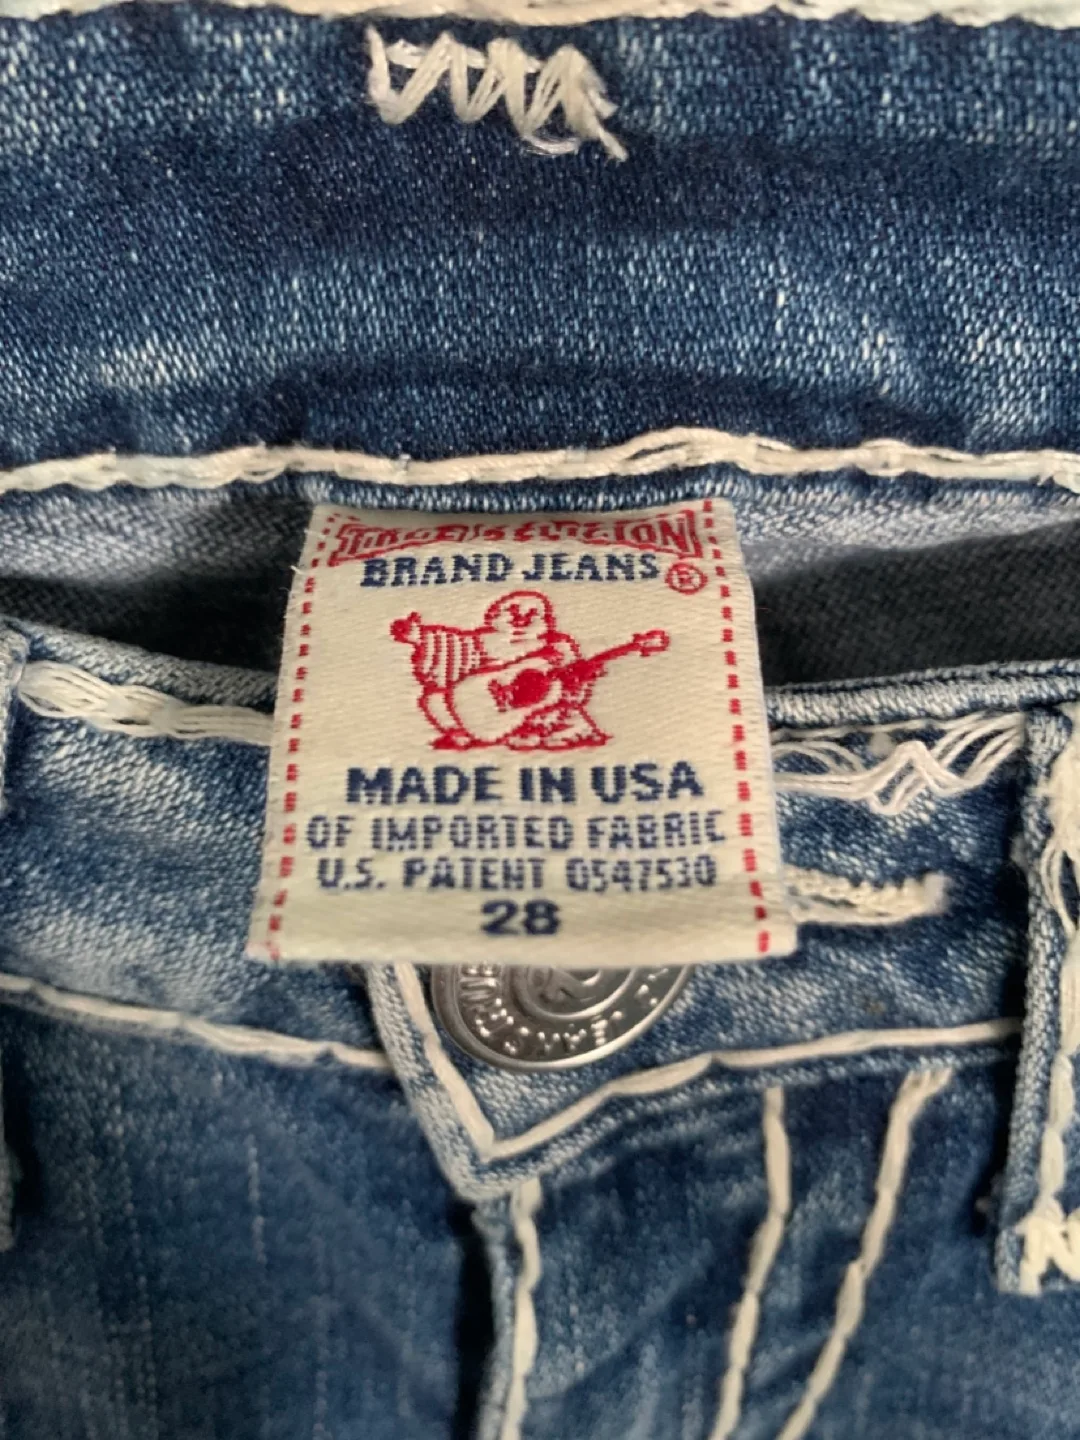 BRAND JEANS ®
MADE IN USA
OF IMPORTED FABRIC
U.S. PATENT 0547530
28